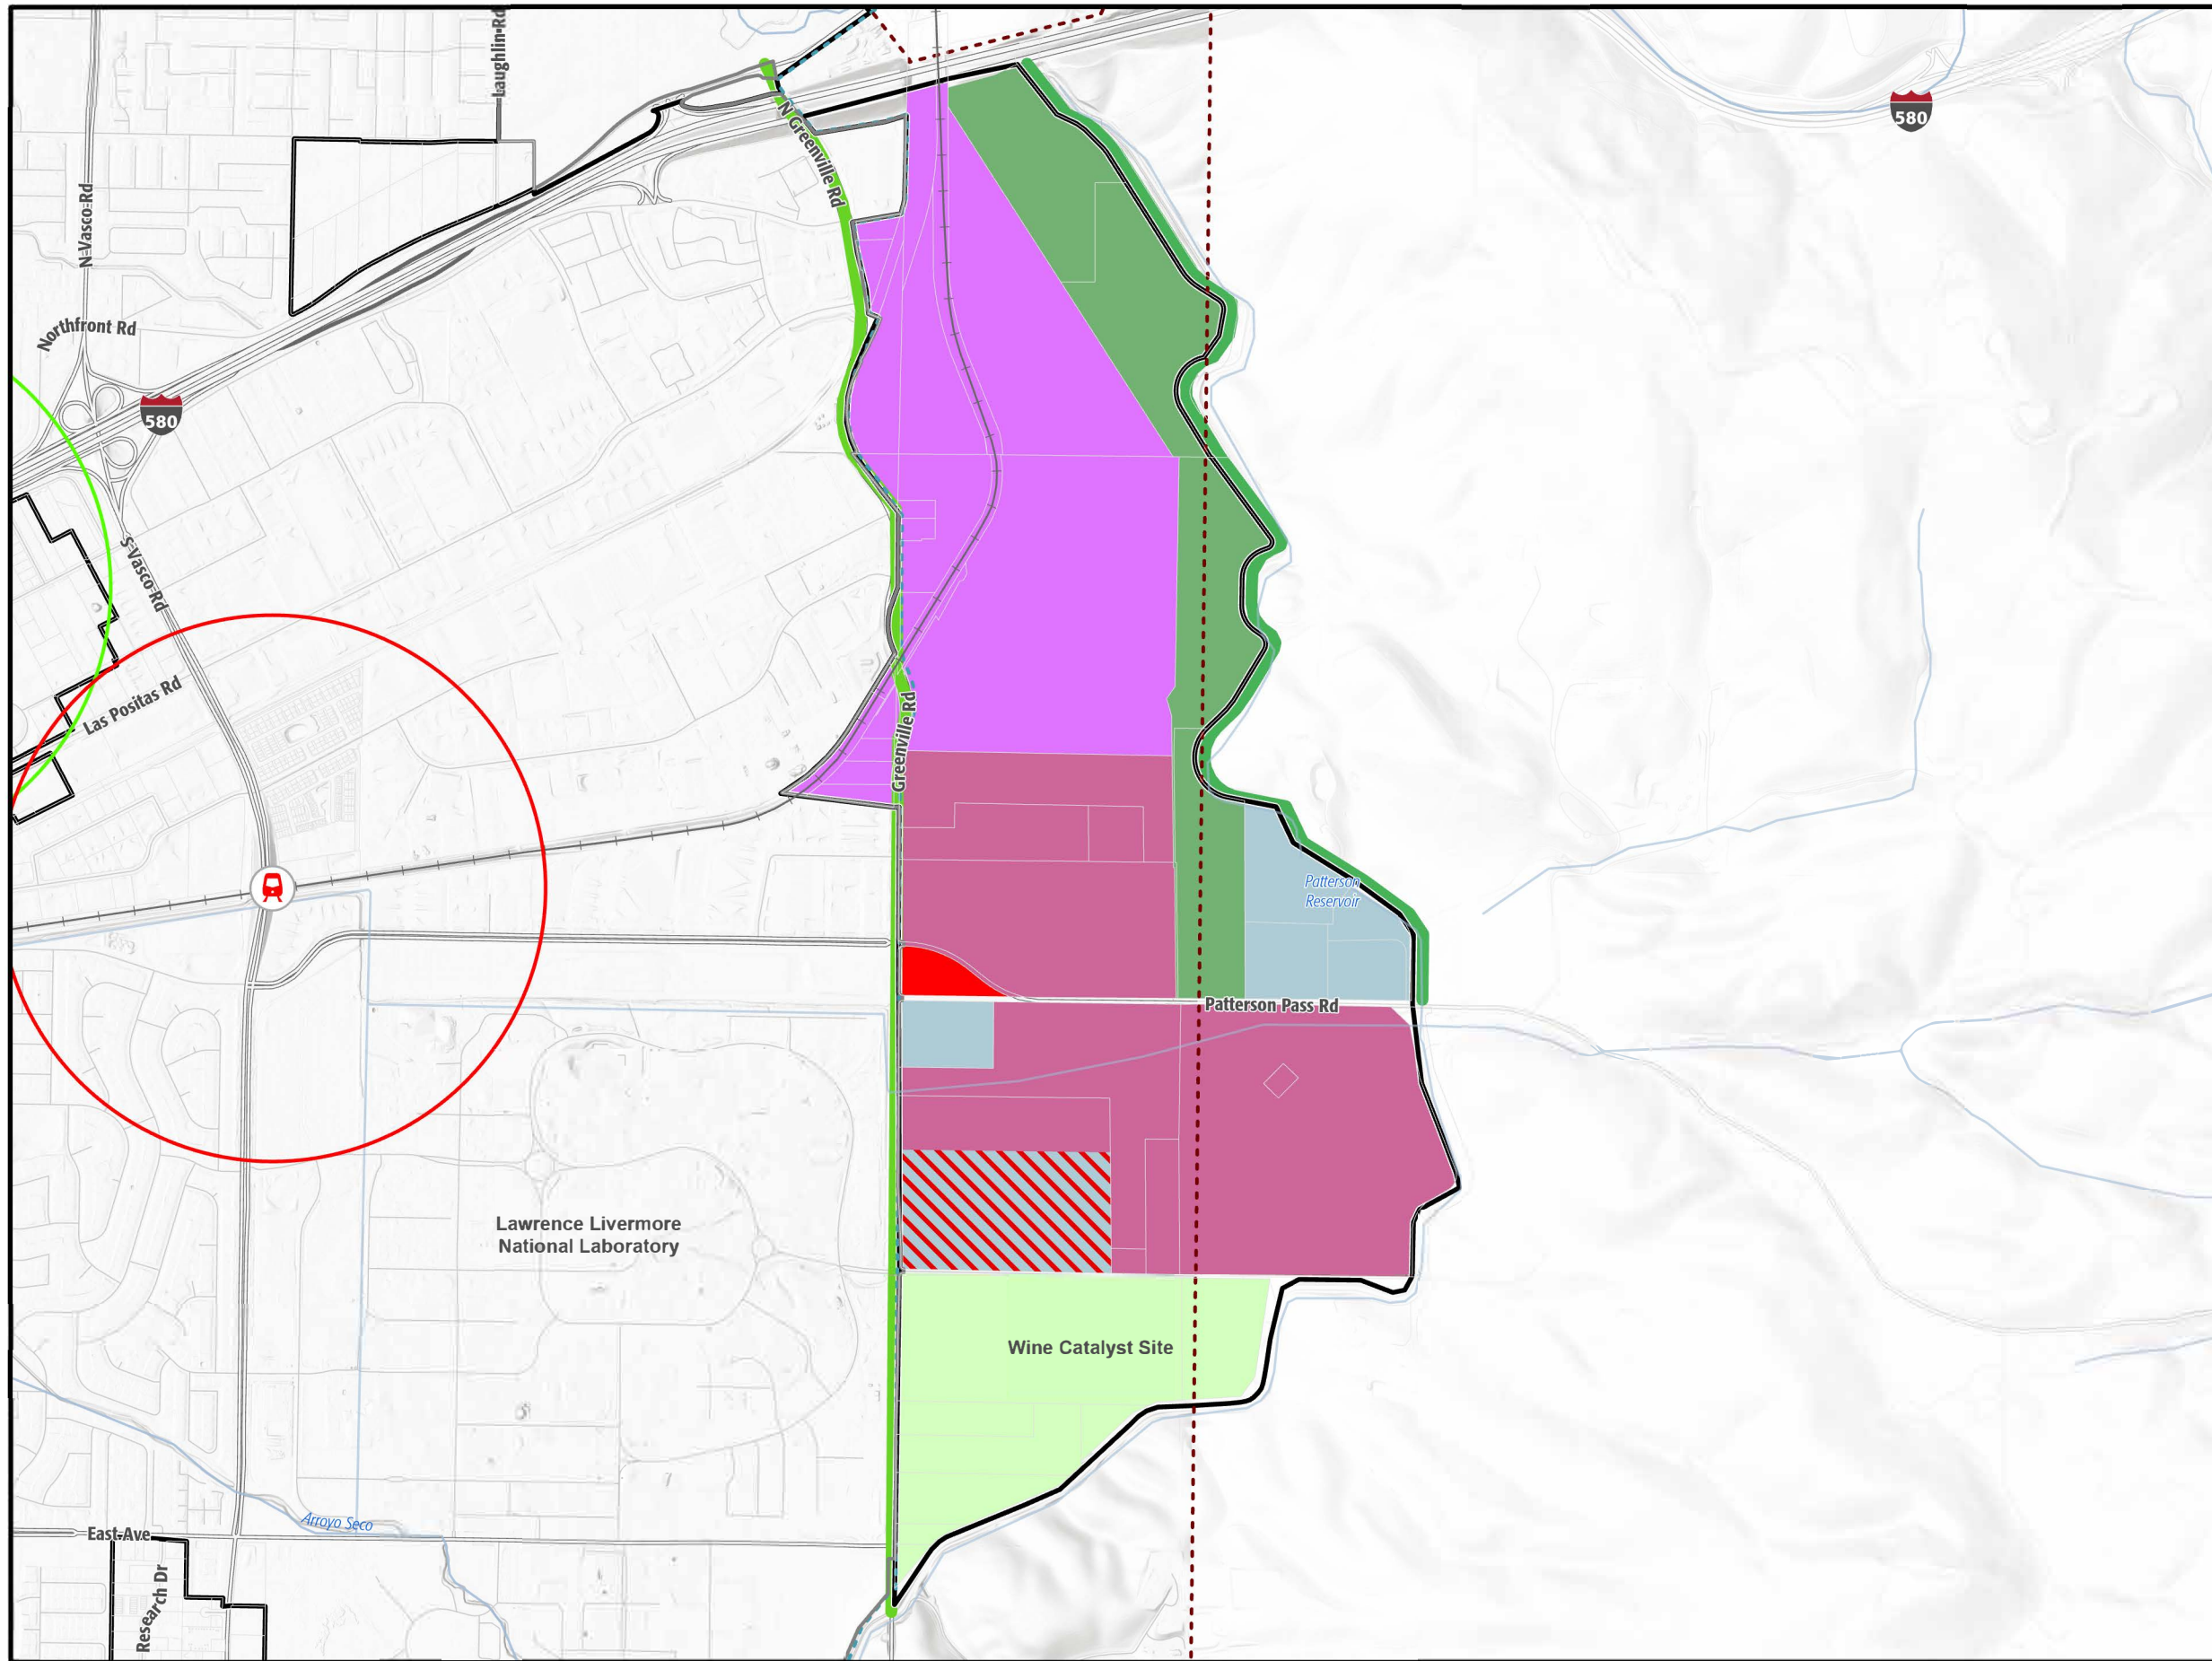 Laughlin Rd
580
N Greenville Rd
N Vasco Rd
Northfront Rd
580
S Vasco Rd
Las Positas Rd
Greenville Rd
Patterson
Reservoir
Patterson Pass Rd
Lawrence Livermore
National Laboratory
Wine Catalyst Site
Arroyo Seco
East Ave
Research Dr